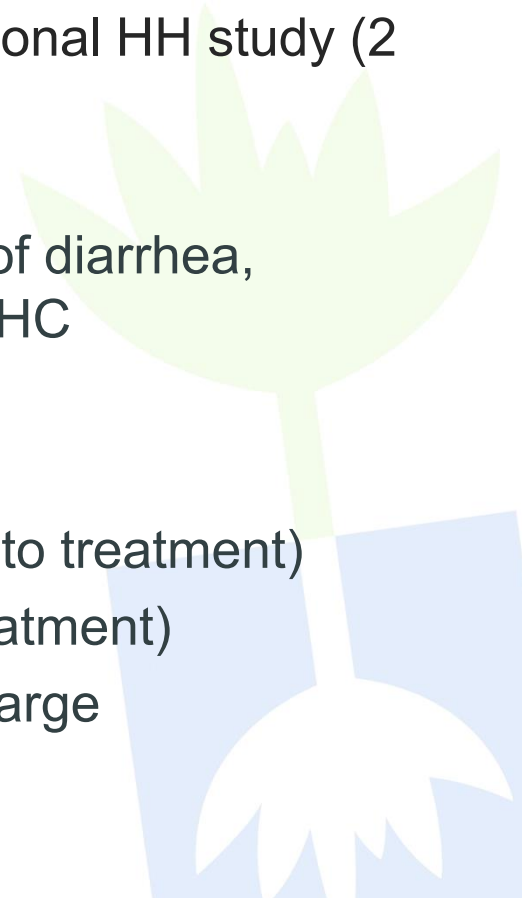 onal HH study (2
of diarrhea,
HC
to treatment)
atment)
arge